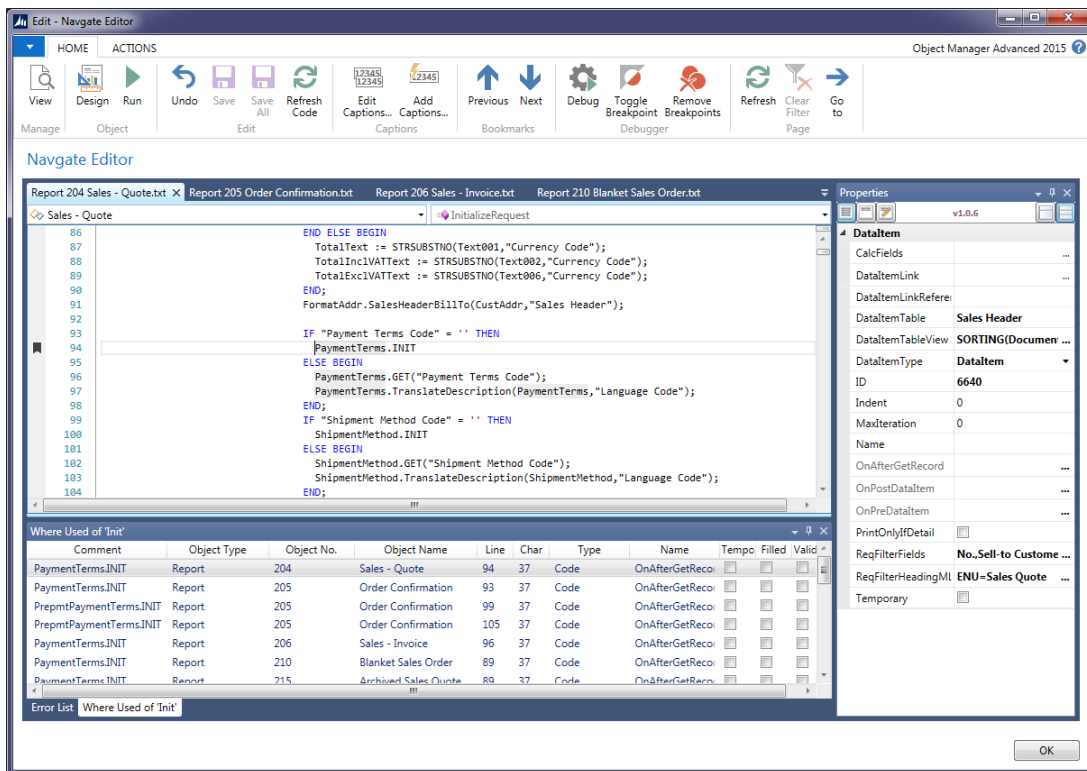 Edit - Navgate Editor
HOME ACTIONS Object Manager Advanced 2015
View Design Run Undo Save Save All Refresh Code Edit Captions... Add Captions... Previous Next Debug Toggle Breakpoint Remove Breakpoints Refresh Clear Filter Go to
Manage Object Edit Captions Bookmarks Debugger Page
Navgate Editor
Report 204 Sales - Quote.txt Report 205 Order Confirmation.txt Report 206 Sales - Invoice.txt Report 210 Blanket Sales Order.txt
Sales - Quote InitializeRequest
86 END ELSE BEGIN
87 TotalText := STRSUBSTNO(Text001,"Currency Code");
88 TotalInclVATText := STRSUBSTNO(Text002,"Currency Code");
89 TotalExclVATText := STRSUBSTNO(Text006,"Currency Code");
90 END;
91 FormatAddr.SalesHeaderBillTo(CustAddr,"Sales Header");
92
93 IF "Payment Terms Code" = '' THEN
94 PaymentTerms.INIT
95 ELSE BEGIN
96 PaymentTerms.GET("Payment Terms Code");
97 PaymentTerms.TranslateDescription(PaymentTerms,"Language Code");
98 END;
99 IF "Shipment Method Code" = '' THEN
100 ShipmentMethod.INIT
101 ELSE BEGIN
102 ShipmentMethod.GET("Shipment Method Code");
103 ShipmentMethod.TranslateDescription(ShipmentMethod,"Language Code");
104 END;
Where Used of 'Init'
Comment Object Type Object No. Object Name Line Char Type Name Tempo Filled Valid
PaymentTerms.INIT Report 204 Sales - Quote 94 37 Code OnAfterGetReco
PaymentTerms.INIT Report 205 Order Confirmation 93 37 Code OnAfterGetReco
PrepmtPaymentTerms.INIT Report 205 Order Confirmation 99 37 Code OnAfterGetReco
PrepmtPaymentTerms.INIT Report 205 Order Confirmation 105 37 Code OnAfterGetReco
PaymentTerms.INIT Report 206 Sales - Invoice 96 37 Code OnAfterGetReco
PaymentTerms.INIT Report 210 Blanket Sales Order 89 37 Code OnAfterGetReco
PaymentTerms.INIT Report 215 Archived Sales Quote 89 37 Code OnAfterGetReco
Error List Where Used of 'Init'
Properties
v1.0.6
DataItem
CalcFields ...
DataItemLink ...
DataItemLinkReferen
DataItemTable Sales Header
DataItemTableView SORTING(Documen ...
DataItemType DataItem
ID 6640
Indent 0
MaxIteration 0
Name
OnAfterGetRecord ...
OnPostDataItem ...
OnPreDataItem ...
PrintOnlyIfDetail
ReqFilterFields No.,Sell-to Custome ...
ReqFilterHeadingML ENU=Sales Quote ...
Temporary
OK